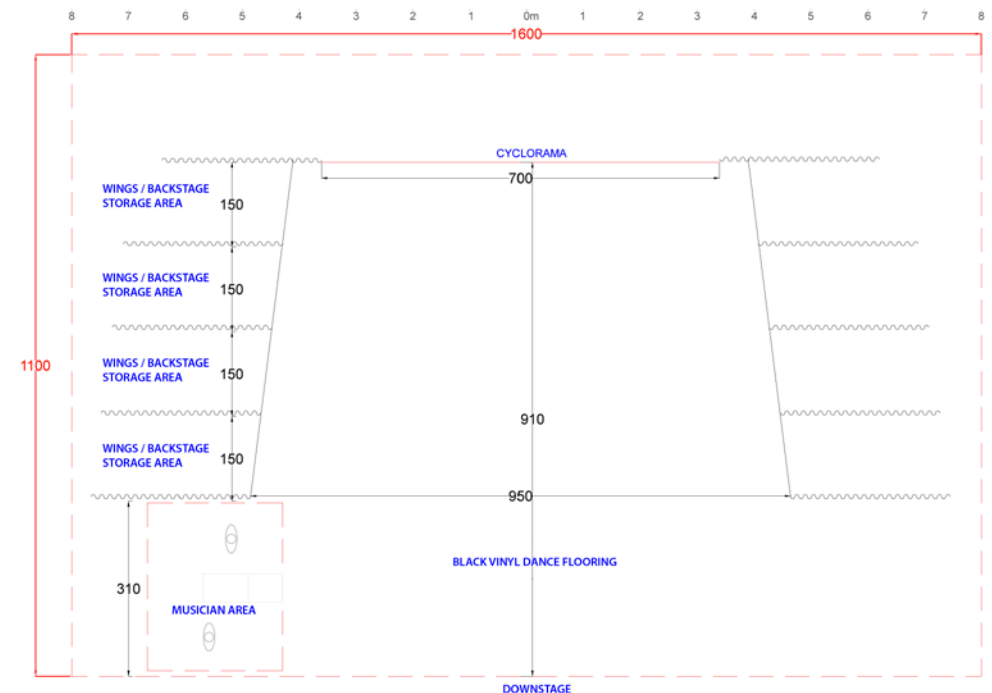 8 7 6 5 4 3 2 1 0m 1 2 3 4 5 6 7 8
1600
CYCLORAMA
700
WINGS / BACKSTAGE
STORAGE AREA
150
WINGS / BACKSTAGE
STORAGE AREA
150
1100
WINGS / BACKSTAGE
STORAGE AREA
150
910
WINGS / BACKSTAGE
STORAGE AREA
150
950
BLACK VINYL DANCE FLOORING
310
MUSICIAN AREA
DOWNSTAGE